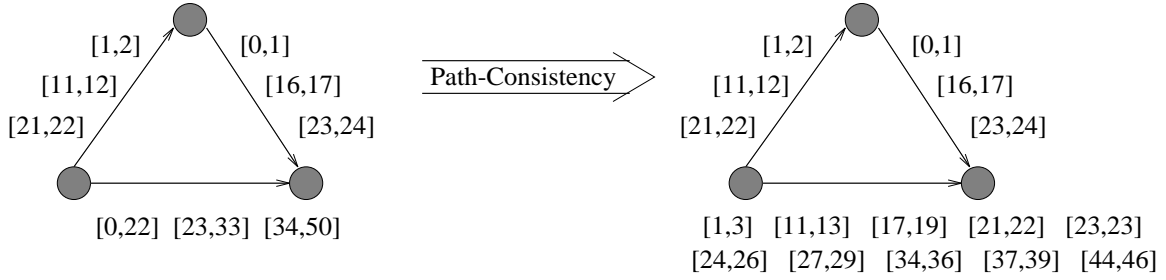 [1,2] [0,1] [1,2] [0,1]
[11,12] [16,17] Path-Consistency [11,12] [16,17]
[21,22] [23,24] [21,22] [23,24]
[0,22] [23,33] [34,50] [1,3] [11,13] [17,19] [21,22] [23,23]
[24,26] [27,29] [34,36] [37,39] [44,46]